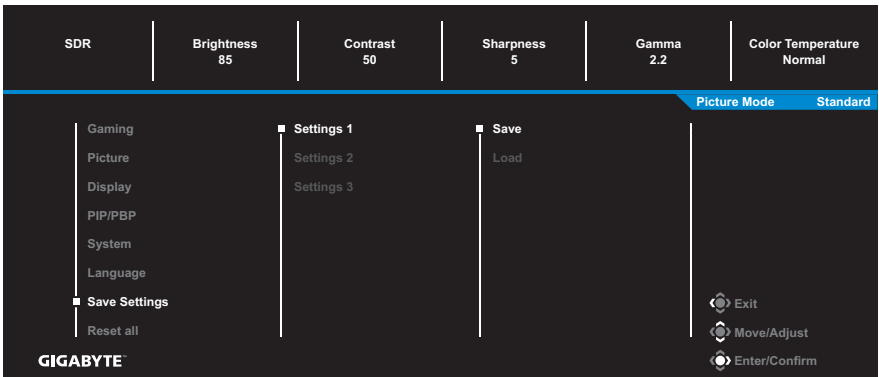 SDR
Brightness
85
Contrast
50
Sharpness
5
Gamma
2.2
Color Temperature
Normal
Picture Mode Standard
Gaming
Picture
Display
PIP/PBP
System
Language
Save Settings
Reset all
Settings 1
Settings 2
Settings 3
Save
Load
Exit
Move/Adjust
Enter/Confirm
GIGABYTE™